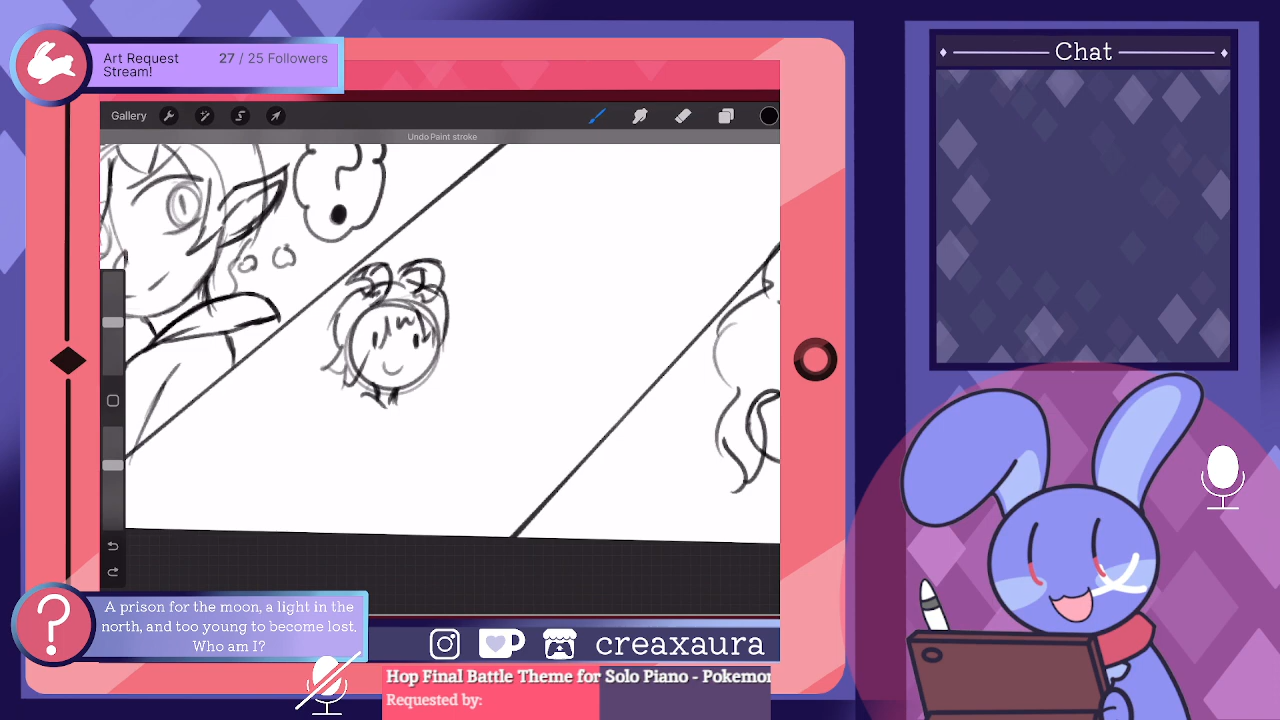 Art Request
Stream!
27 / 25 Followers
Chat
Gallery
Undo Paint stroke
?
?
A prison for the moon, a light in the
north, and too young to become lost.
Who am I?
creaxaura
Hop Final Battle Theme for Solo Piano - Pokemon
Requested by: